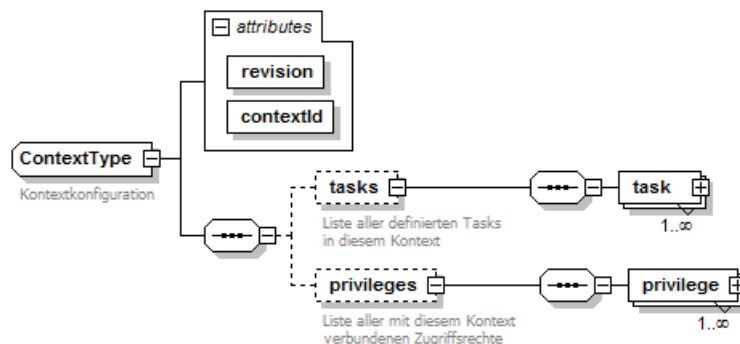 attributes
revision
contextId
ContextType
Kontextkonfiguration
tasks
Liste aller definierten Tasks
in diesem Kontext
task
1..∞
privileges
Liste aller mit diesem Kontext
verbundenen Zugriffsrechte
privilege
1..∞